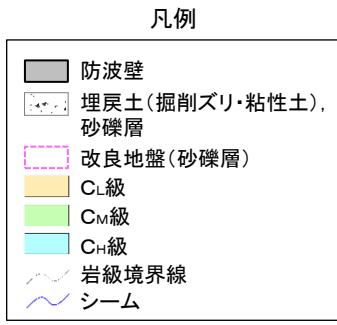 凡例
防波壁
埋戻土(掘削ズリ・粘性土),
砂礫層
改良地盤(砂礫層)
CL級
CM級
CH級
岩級境界線
シーム